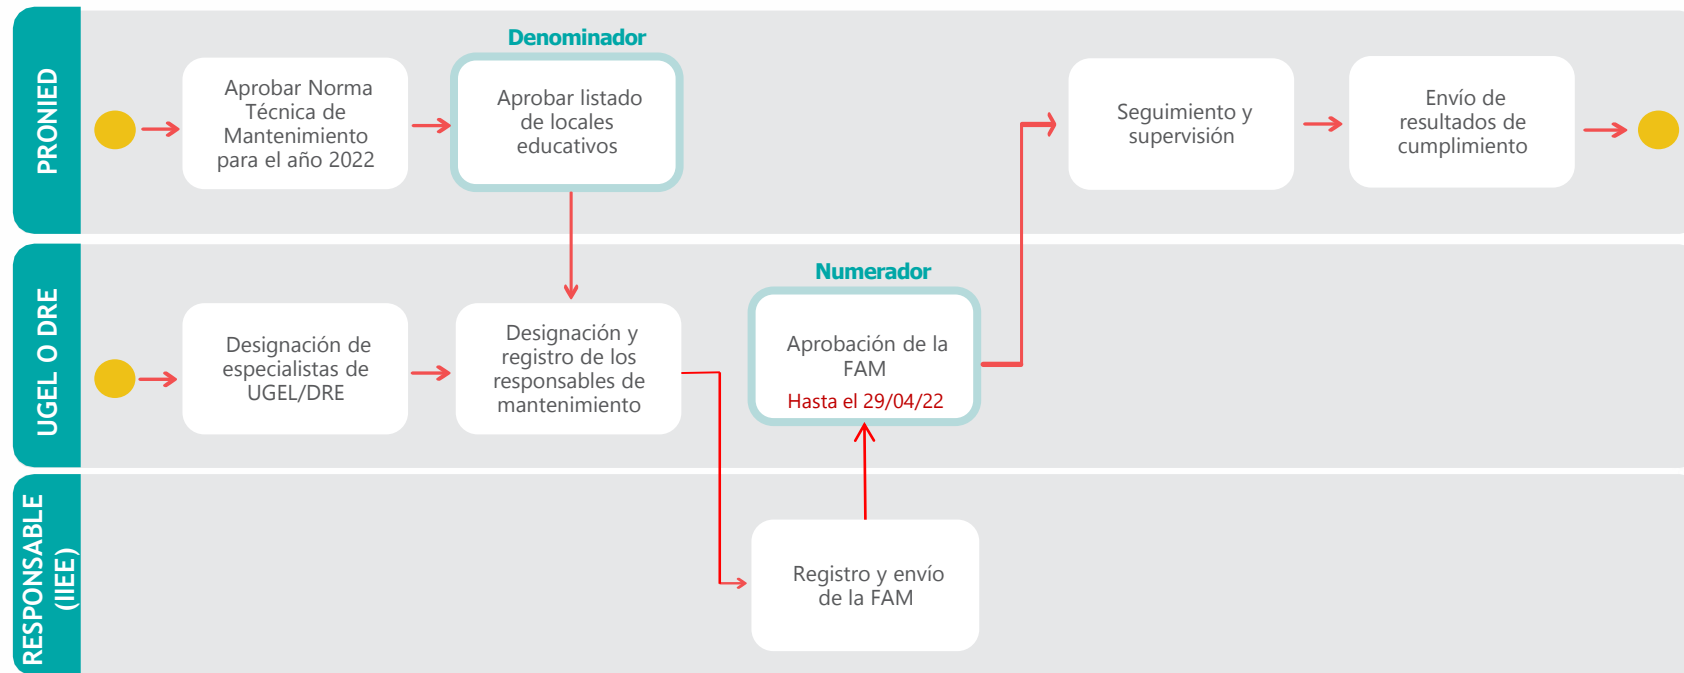 PRONIED
Denominador
Aprobar Norma
Técnica de
Mantenimiento
para el año 2022
Aprobar listado
de locales
educativos
Seguimiento y
supervisión
Envío de
resultados de
cumplimiento
UGEL O DRE
Numerador
Designación de
especialistas de
UGEL/DRE
Designación y
registro de los
responsables de
mantenimiento
Aprobación de la
FAM
Hasta el 29/04/22
RESPONSABLE
(IIEE)
Registro y envío
de la FAM